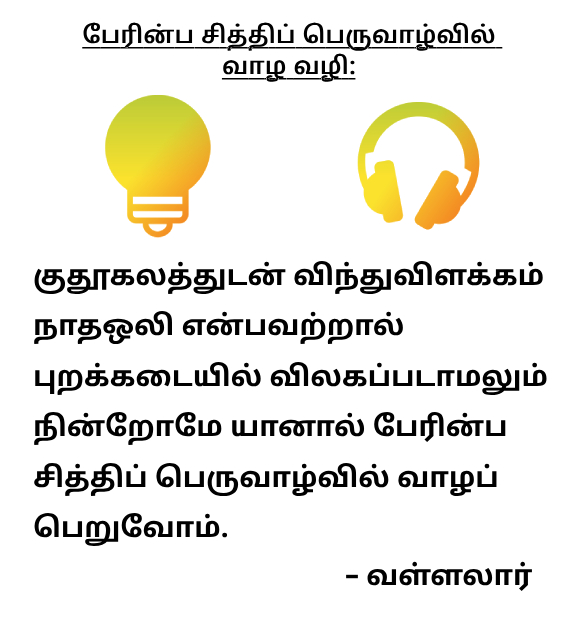 பேரின்ப சித்திப் பெருவாழ்வில்
வாழ வழி:
குதூகலத்துடன் விந்துவிளக்கம்
நாதஒலி என்பவற்றால்
புறக்கடையில் விலகப்படாமலும்
நின்றோமே யானால் பேரின்ப
சித்திப் பெருவாழ்வில் வாழப்
பெறுவோம்.
– வள்ளலார்